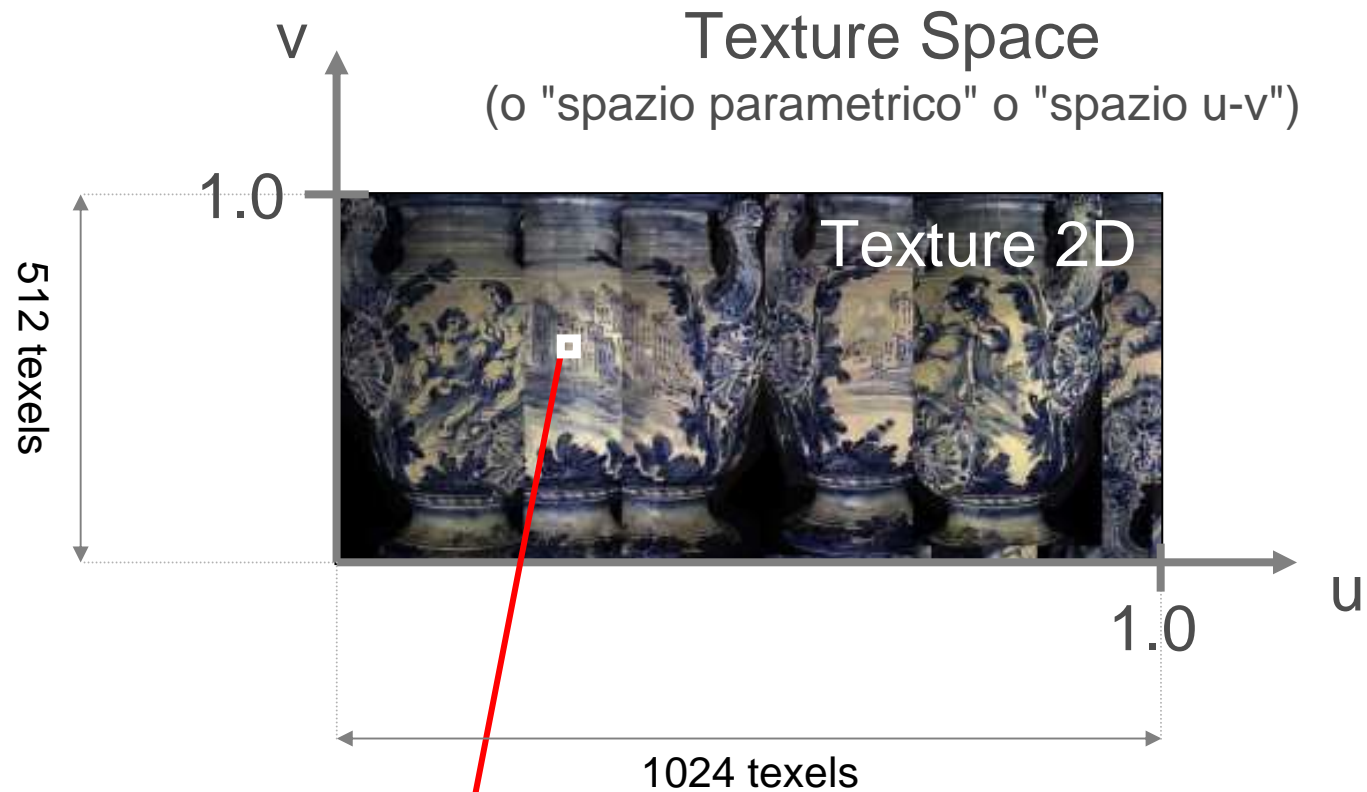 v
Texture Space
(o "spazio parametrico" o "spazio u-v")
1.0
Texture 2D
512 texels
u
1.0
1024 texels